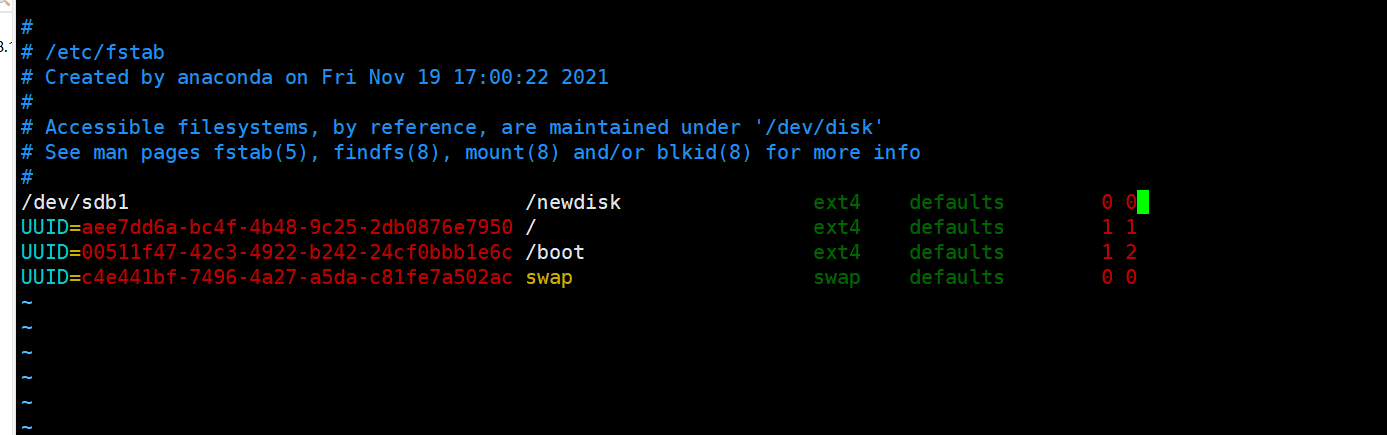 3.1
#
# /etc/fstab
# Created by anaconda on Fri Nov 19 17:00:22 2021
#
# Accessible filesystems, by reference, are maintained under '/dev/disk'
# See man pages fstab(5), findfs(8), mount(8) and/or blkid(8) for more info
#
/dev/sdb1 /newdisk ext4 defaults 0 0
UUID=aee7dd6a-bc4f-4b48-9c25-2db0876e7950 / ext4 defaults 1 1
UUID=00511f47-42c3-4922-b242-24cf0bbb1e6c /boot ext4 defaults 1 2
UUID=c4e441bf-7496-4a27-a5da-c81fe7a502ac swap swap defaults 0 0
~
~
~
~
~
~